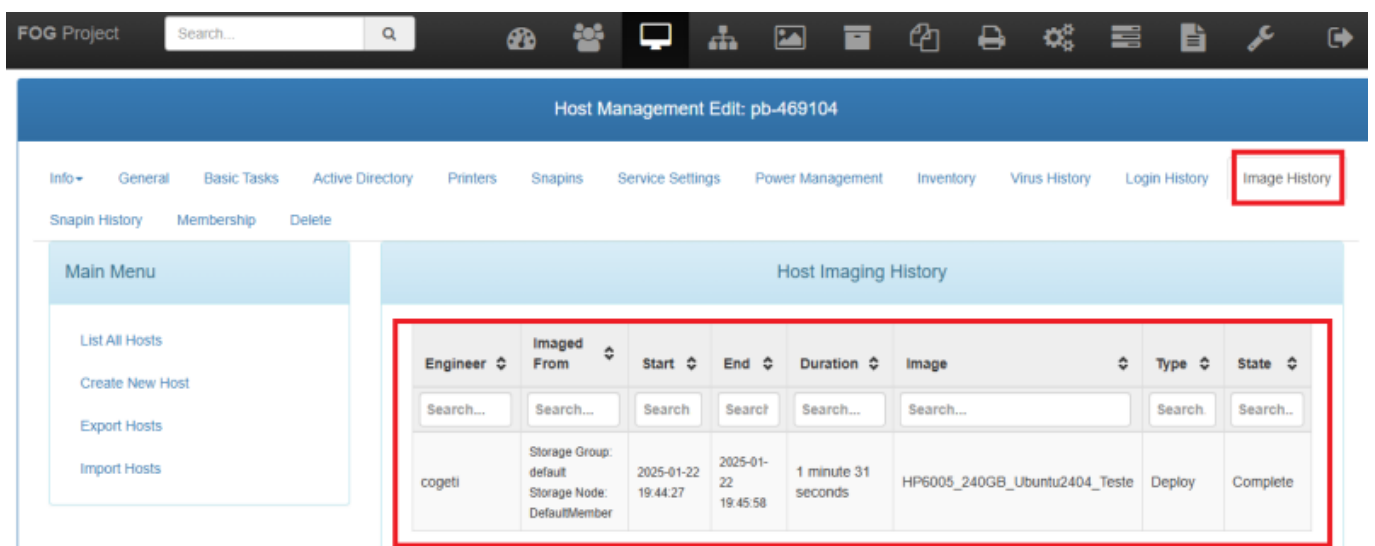 FOG Project Search...
Host Management Edit: pb-469104
Info General Basic Tasks Active Directory Printers Snapins Service Settings Power Management Inventory Virus History Login History Image History
Snapin History Membership Delete
Main Menu
List All Hosts
Create New Host
Export Hosts
Import Hosts
Host Imaging History
Engineer Imaged From Start End Duration Image Type State
Search... Search... Search Search Search... Search... Search. Search..
cogeti
Storage Group:
default
Storage Node:
DefaultMember
2025-01-22
19:44:27
2025-01-
22
19:45:58
1 minute 31
seconds
HP6005_240GB_Ubuntu2404_Teste
Deploy
Complete